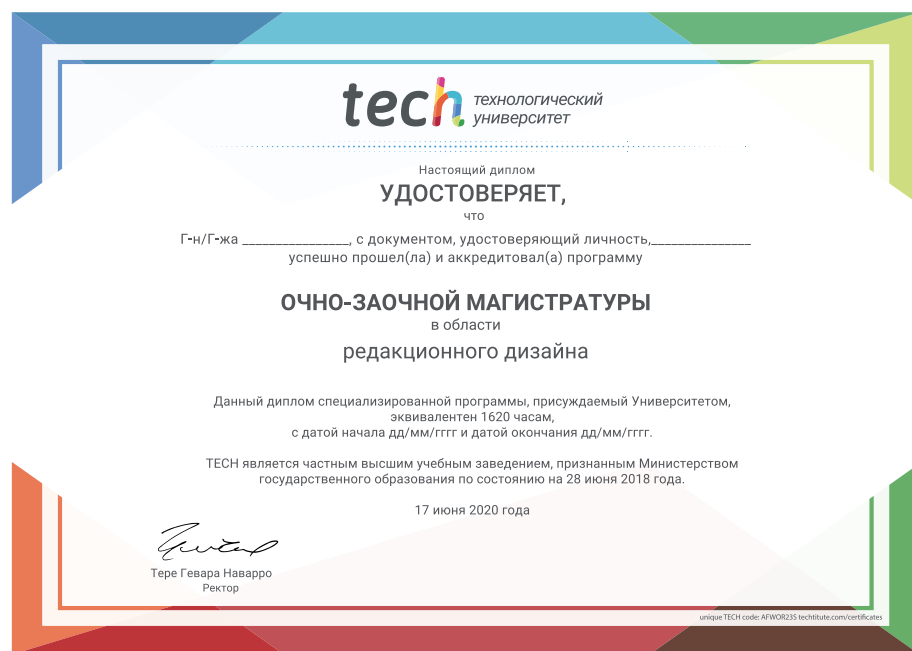 tech технологический
университет
Настоящий диплом
УДОСТОВЕРЯЕТ,
что
Г-н/Г-жа ________________, с документом, удостоверяющий личность,_______________
успешно прошел(ла) и аккредитовал(а) программу
ОЧНО-ЗАОЧНОЙ МАГИСТРАТУРЫ
в области
редакционного дизайна
Данный диплом специализированной программы, присуждаемый Университетом,
эквивалентен 1620 часам,
с датой начала дд/мм/гггг и датой окончания дд/мм/гггг.
TECH является частным высшим учебным заведением, признанным Министерством
государственного образования по состоянию на 28 июня 2018 года.
17 июня 2020 года
Тере Гевара Наварро
Ректор
unique TECH code: AFWOR23S techtitute.com/certificates